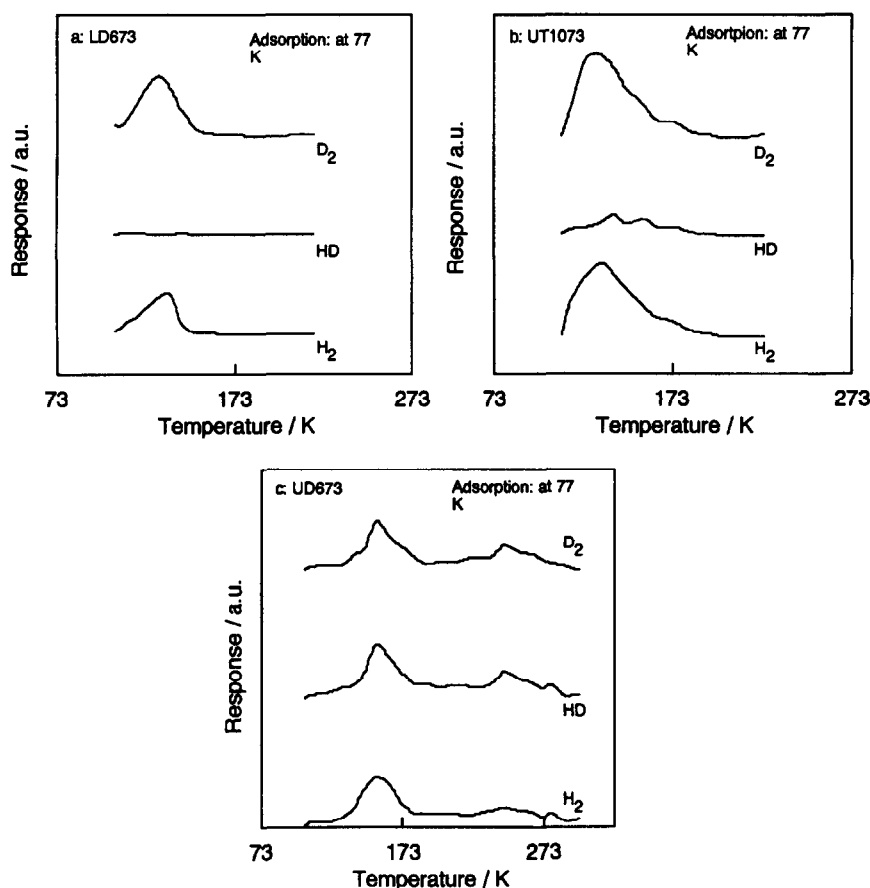 a: LD673
Adsorption: at 77
K
Response / a.u.
D2
HD
H2
73
173
273
Temperature / K
b: UT1073
Adsortpion: at 77
K
Response / a.u.
D2
HD
H2
73
173
273
Temperature / K
c: UD673
Adsorption: at 77
K
Response / a.u.
D2
HD
H2
73
173
273
Temperature / K